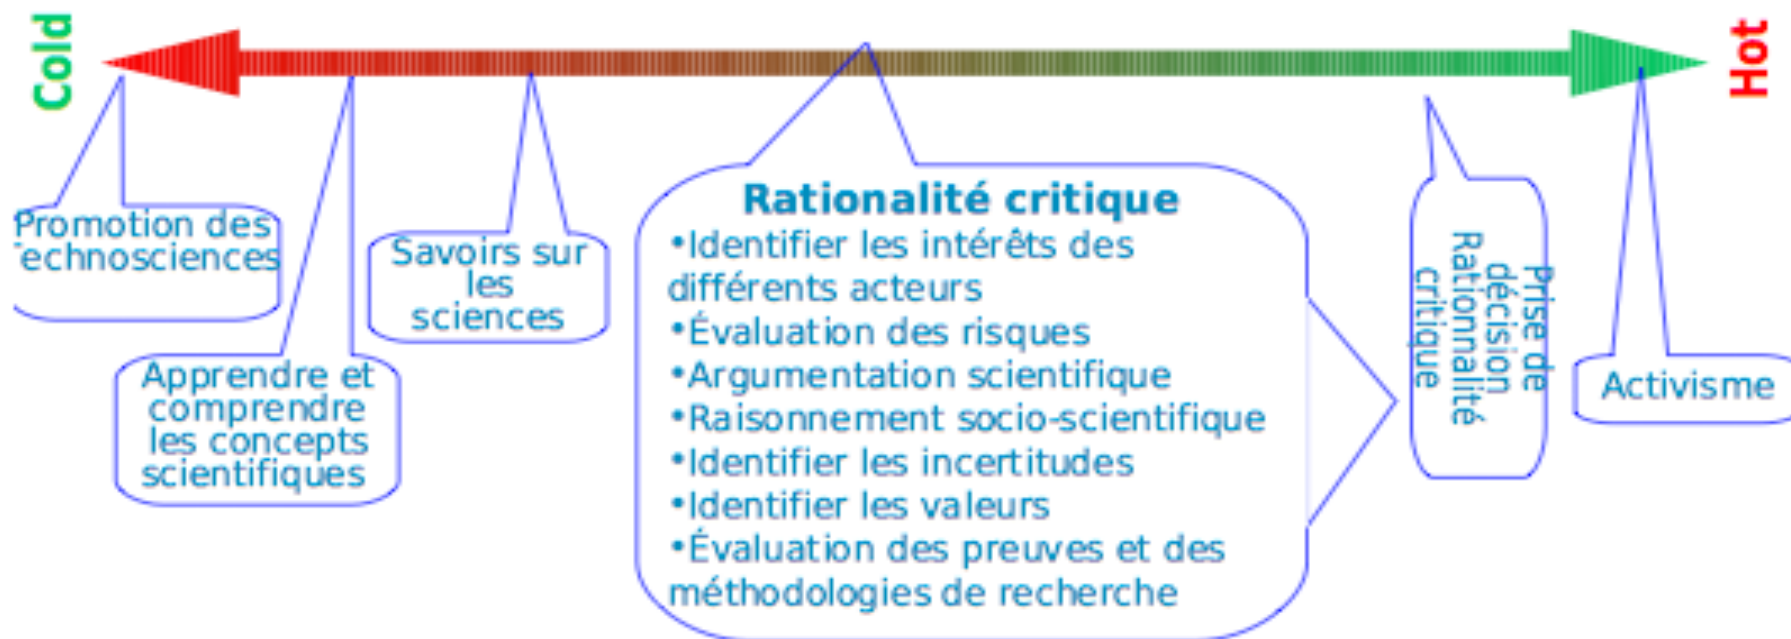 Cold
Hot
Promotion des
echnosciences
Apprendre et
comprendre
les concepts
scientifiques
Savoirs sur
les
sciences
Rationalité critique
•Identifier les intérêts des
différents acteurs
•Évaluation des risques
•Argumentation scientifique
•Raisonnement socio-scientifique
•Identifier les incertitudes
•Identifier les valeurs
•Évaluation des preuves et des
méthodologies de recherche
Prise de
décision
Rationnalité
critique
Activisme